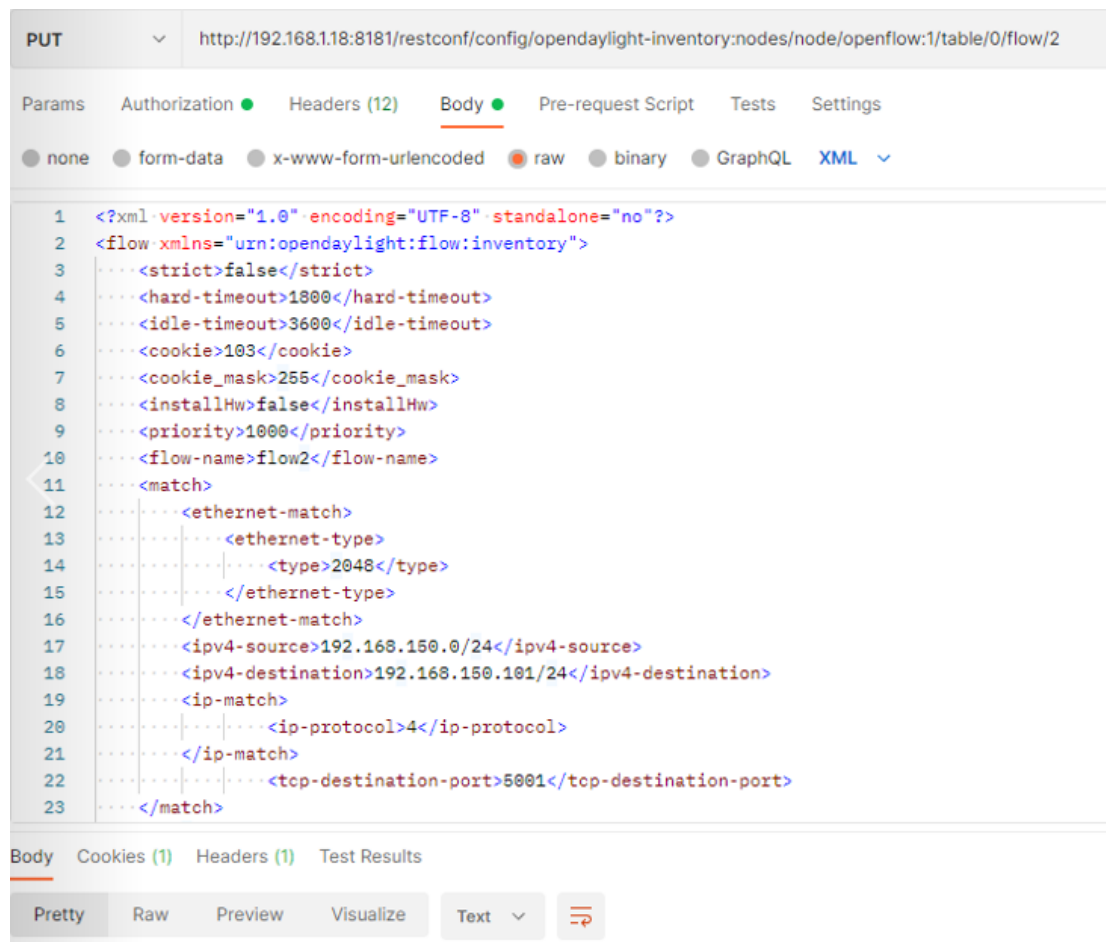 PUT http://192.168.1.18:8181/restconf/config/opendaylight-inventory:nodes/node/openflow:1/table/0/flow/2
Params Authorization Headers (12) Body Pre-request Script Tests Settings
none form-data x-www-form-urlencoded raw binary GraphQL XML
1 <?xml version="1.0" encoding="UTF-8" standalone="no"?>
2 <flow xmlns="urn:opendaylight:flow:inventory">
3 <strict>false</strict>
4 <hard-timeout>1800</hard-timeout>
5 <idle-timeout>3600</idle-timeout>
6 <cookie>103</cookie>
7 <cookie_mask>255</cookie_mask>
8 <installHw>false</installHw>
9 <priority>1000</priority>
10 <flow-name>flow2</flow-name>
11 <match>
12 <ethernet-match>
13 <ethernet-type>
14 <type>2048</type>
15 </ethernet-type>
16 </ethernet-match>
17 <ipv4-source>192.168.150.0/24</ipv4-source>
18 <ipv4-destination>192.168.150.101/24</ipv4-destination>
19 <ip-match>
20 <ip-protocol>4</ip-protocol>
21 </ip-match>
22 <tcp-destination-port>5001</tcp-destination-port>
23 </match>
Body Cookies (1) Headers (1) Test Results
Pretty Raw Preview Visualize Text